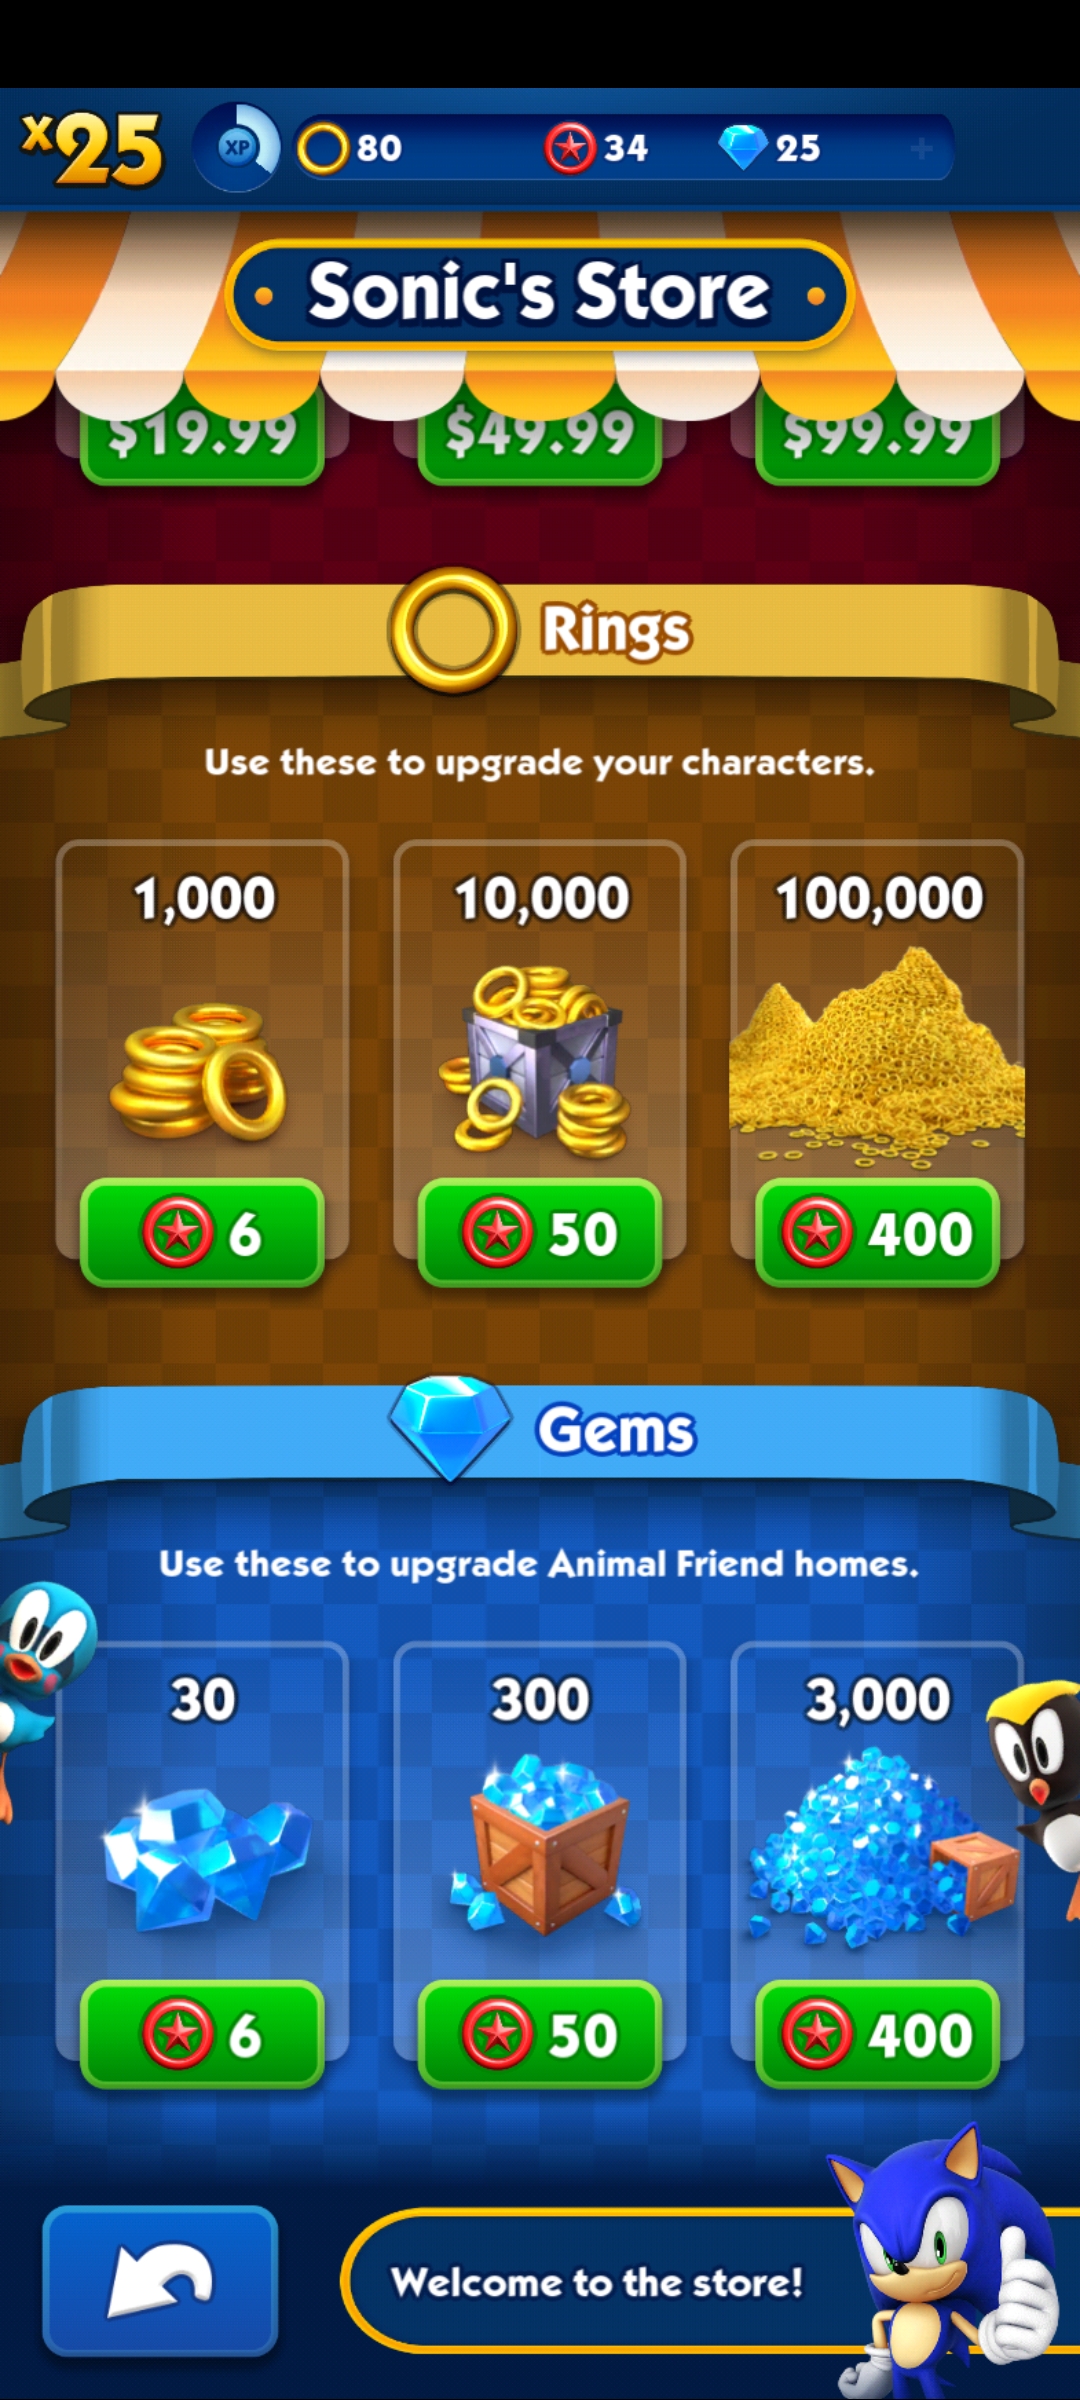 x25 XP 80 34 25 +
Sonic's Store
$19.99 $49.99 $99.99
Rings
Use these to upgrade your characters.
1,000 10,000 100,000
6 50 400
Gems
Use these to upgrade Animal Friend homes.
30 300 3,000
6 50 400
Welcome to the store!